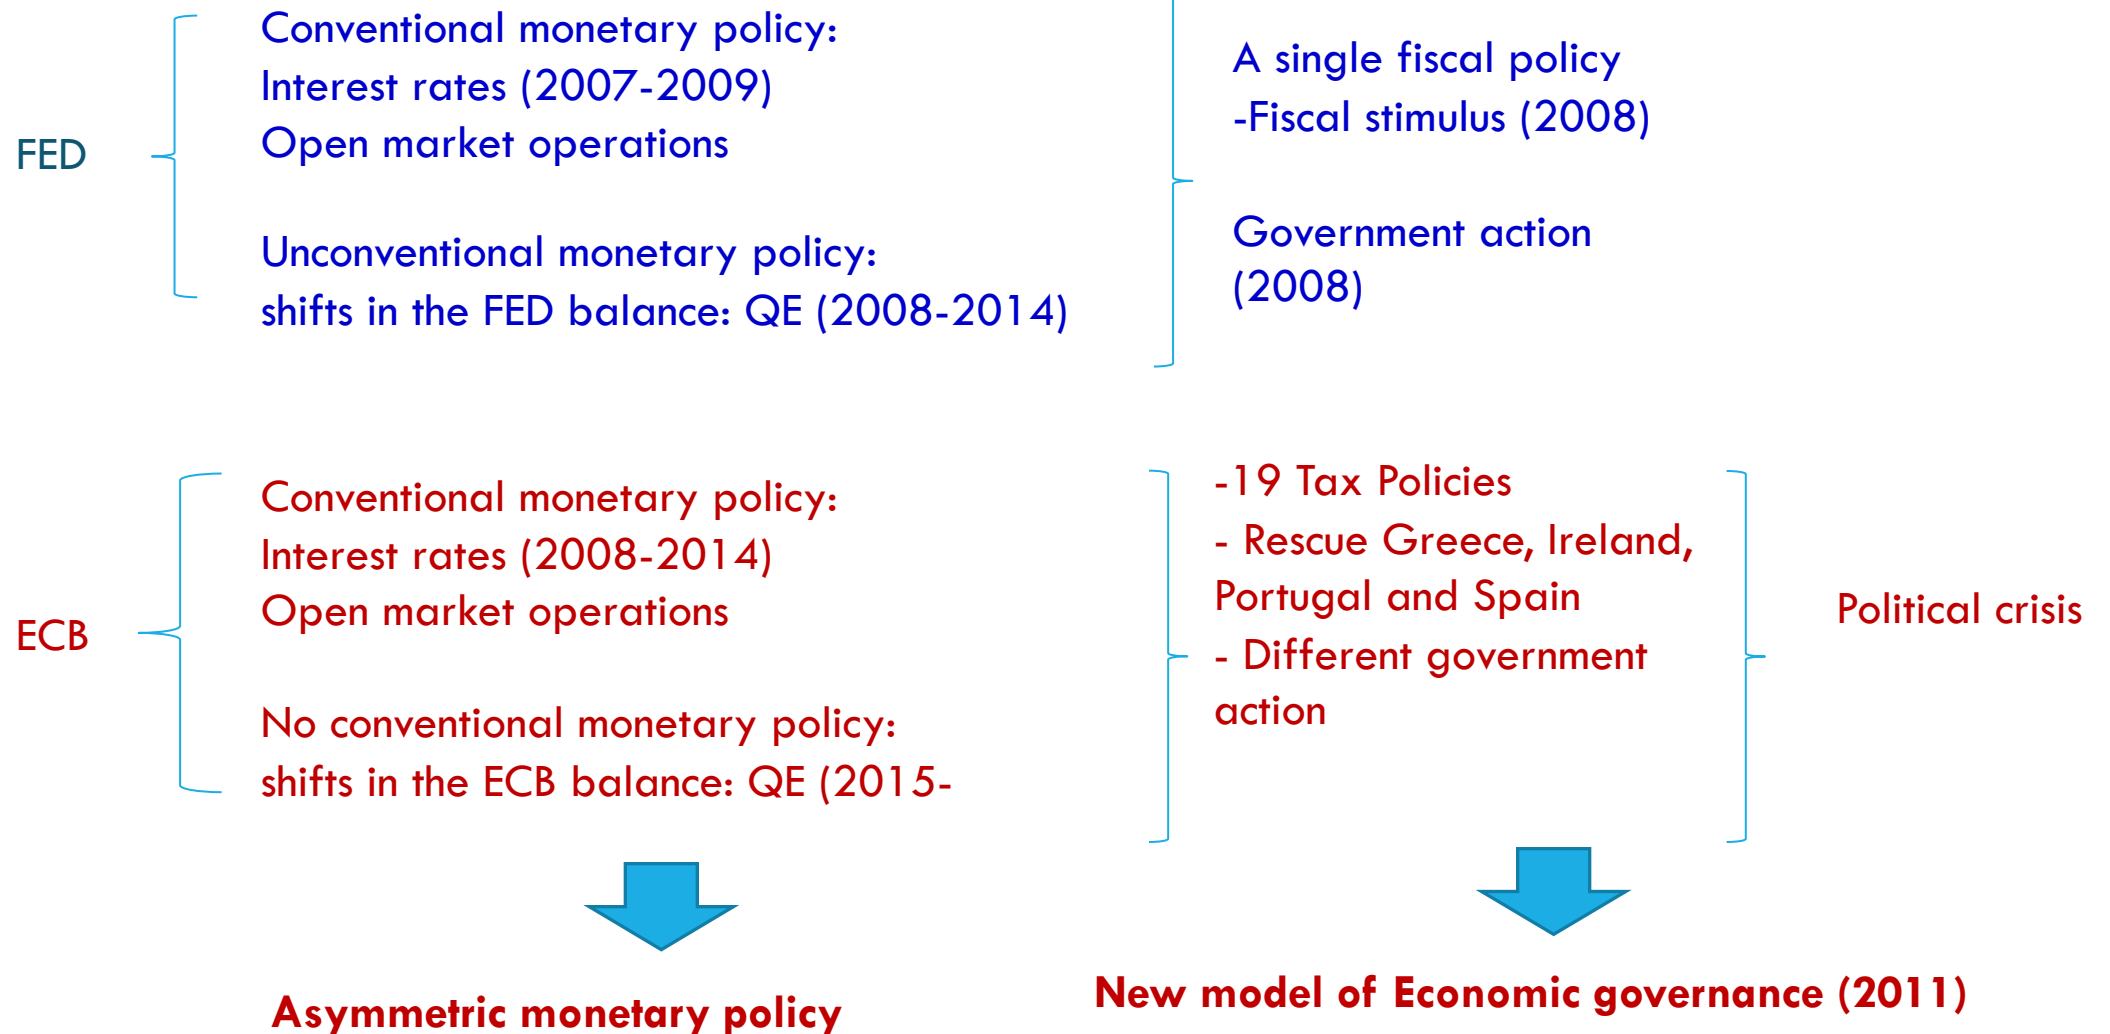 FED
Conventional monetary policy:
Interest rates (2007-2009)
Open market operations
Unconventional monetary policy:
shifts in the FED balance: QE (2008-2014)
A single fiscal policy
-Fiscal stimulus (2008)
Government action
(2008)
ECB
Conventional monetary policy:
Interest rates (2008-2014)
Open market operations
No conventional monetary policy:
shifts in the ECB balance: QE (2015-
-19 Tax Policies
- Rescue Greece, Ireland,
Portugal and Spain
- Different government
action
Political crisis
Asymmetric monetary policy
New model of Economic governance (2011)